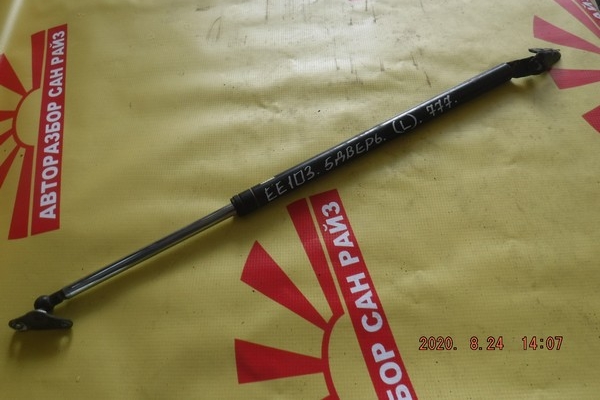 АВТОРАЗБОР САН РАЙЗ
EE103. 5ДВЕРЬ. (L). 777.
БОР САН РАЙЗ
2020. 8.24 14:07